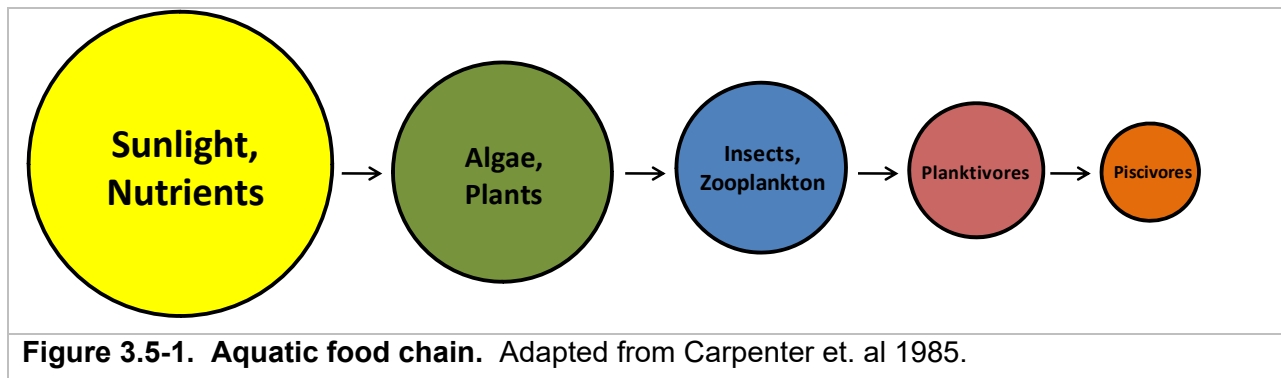 Sunlight,
Nutrients
Algae,
Plants
Insects,
Zooplankton
Planktivores
Piscivores
Figure 3.5-1. Aquatic food chain. Adapted from Carpenter et. al 1985.